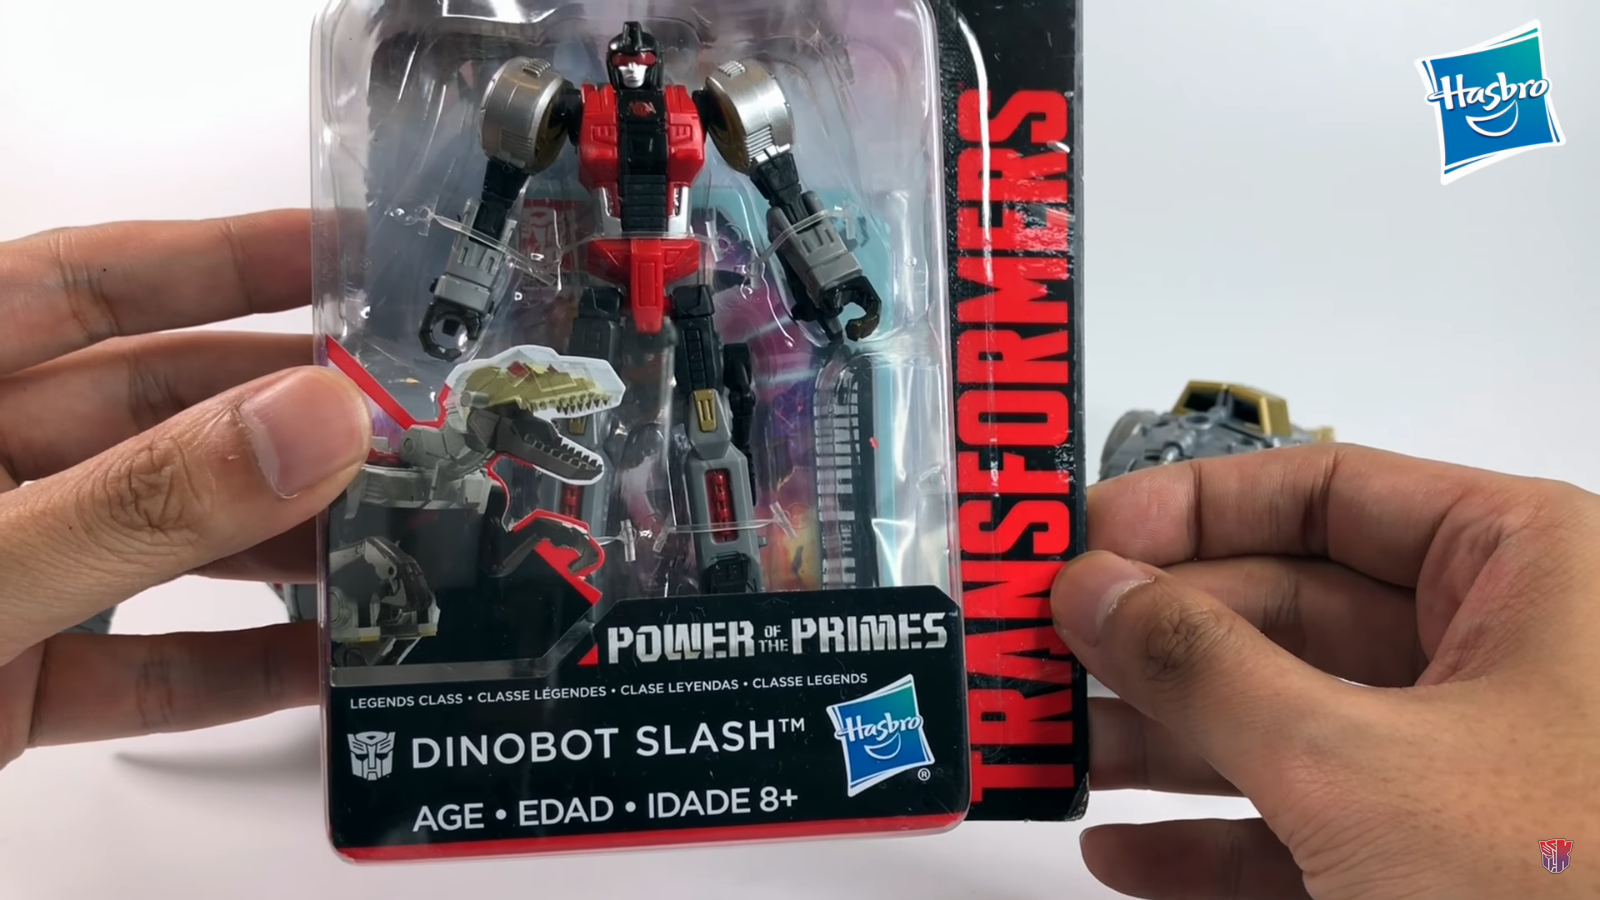 Hasbro
TRANSFORMERS
POWER OF THE PRIMES™
LEGENDS CLASS • CLASSE LÉGENDES • CLASE LEYENDAS • CLASSE LEGENDS
DINOBOT SLASH™
Hasbro®
AGE • EDAD • IDADE 8+